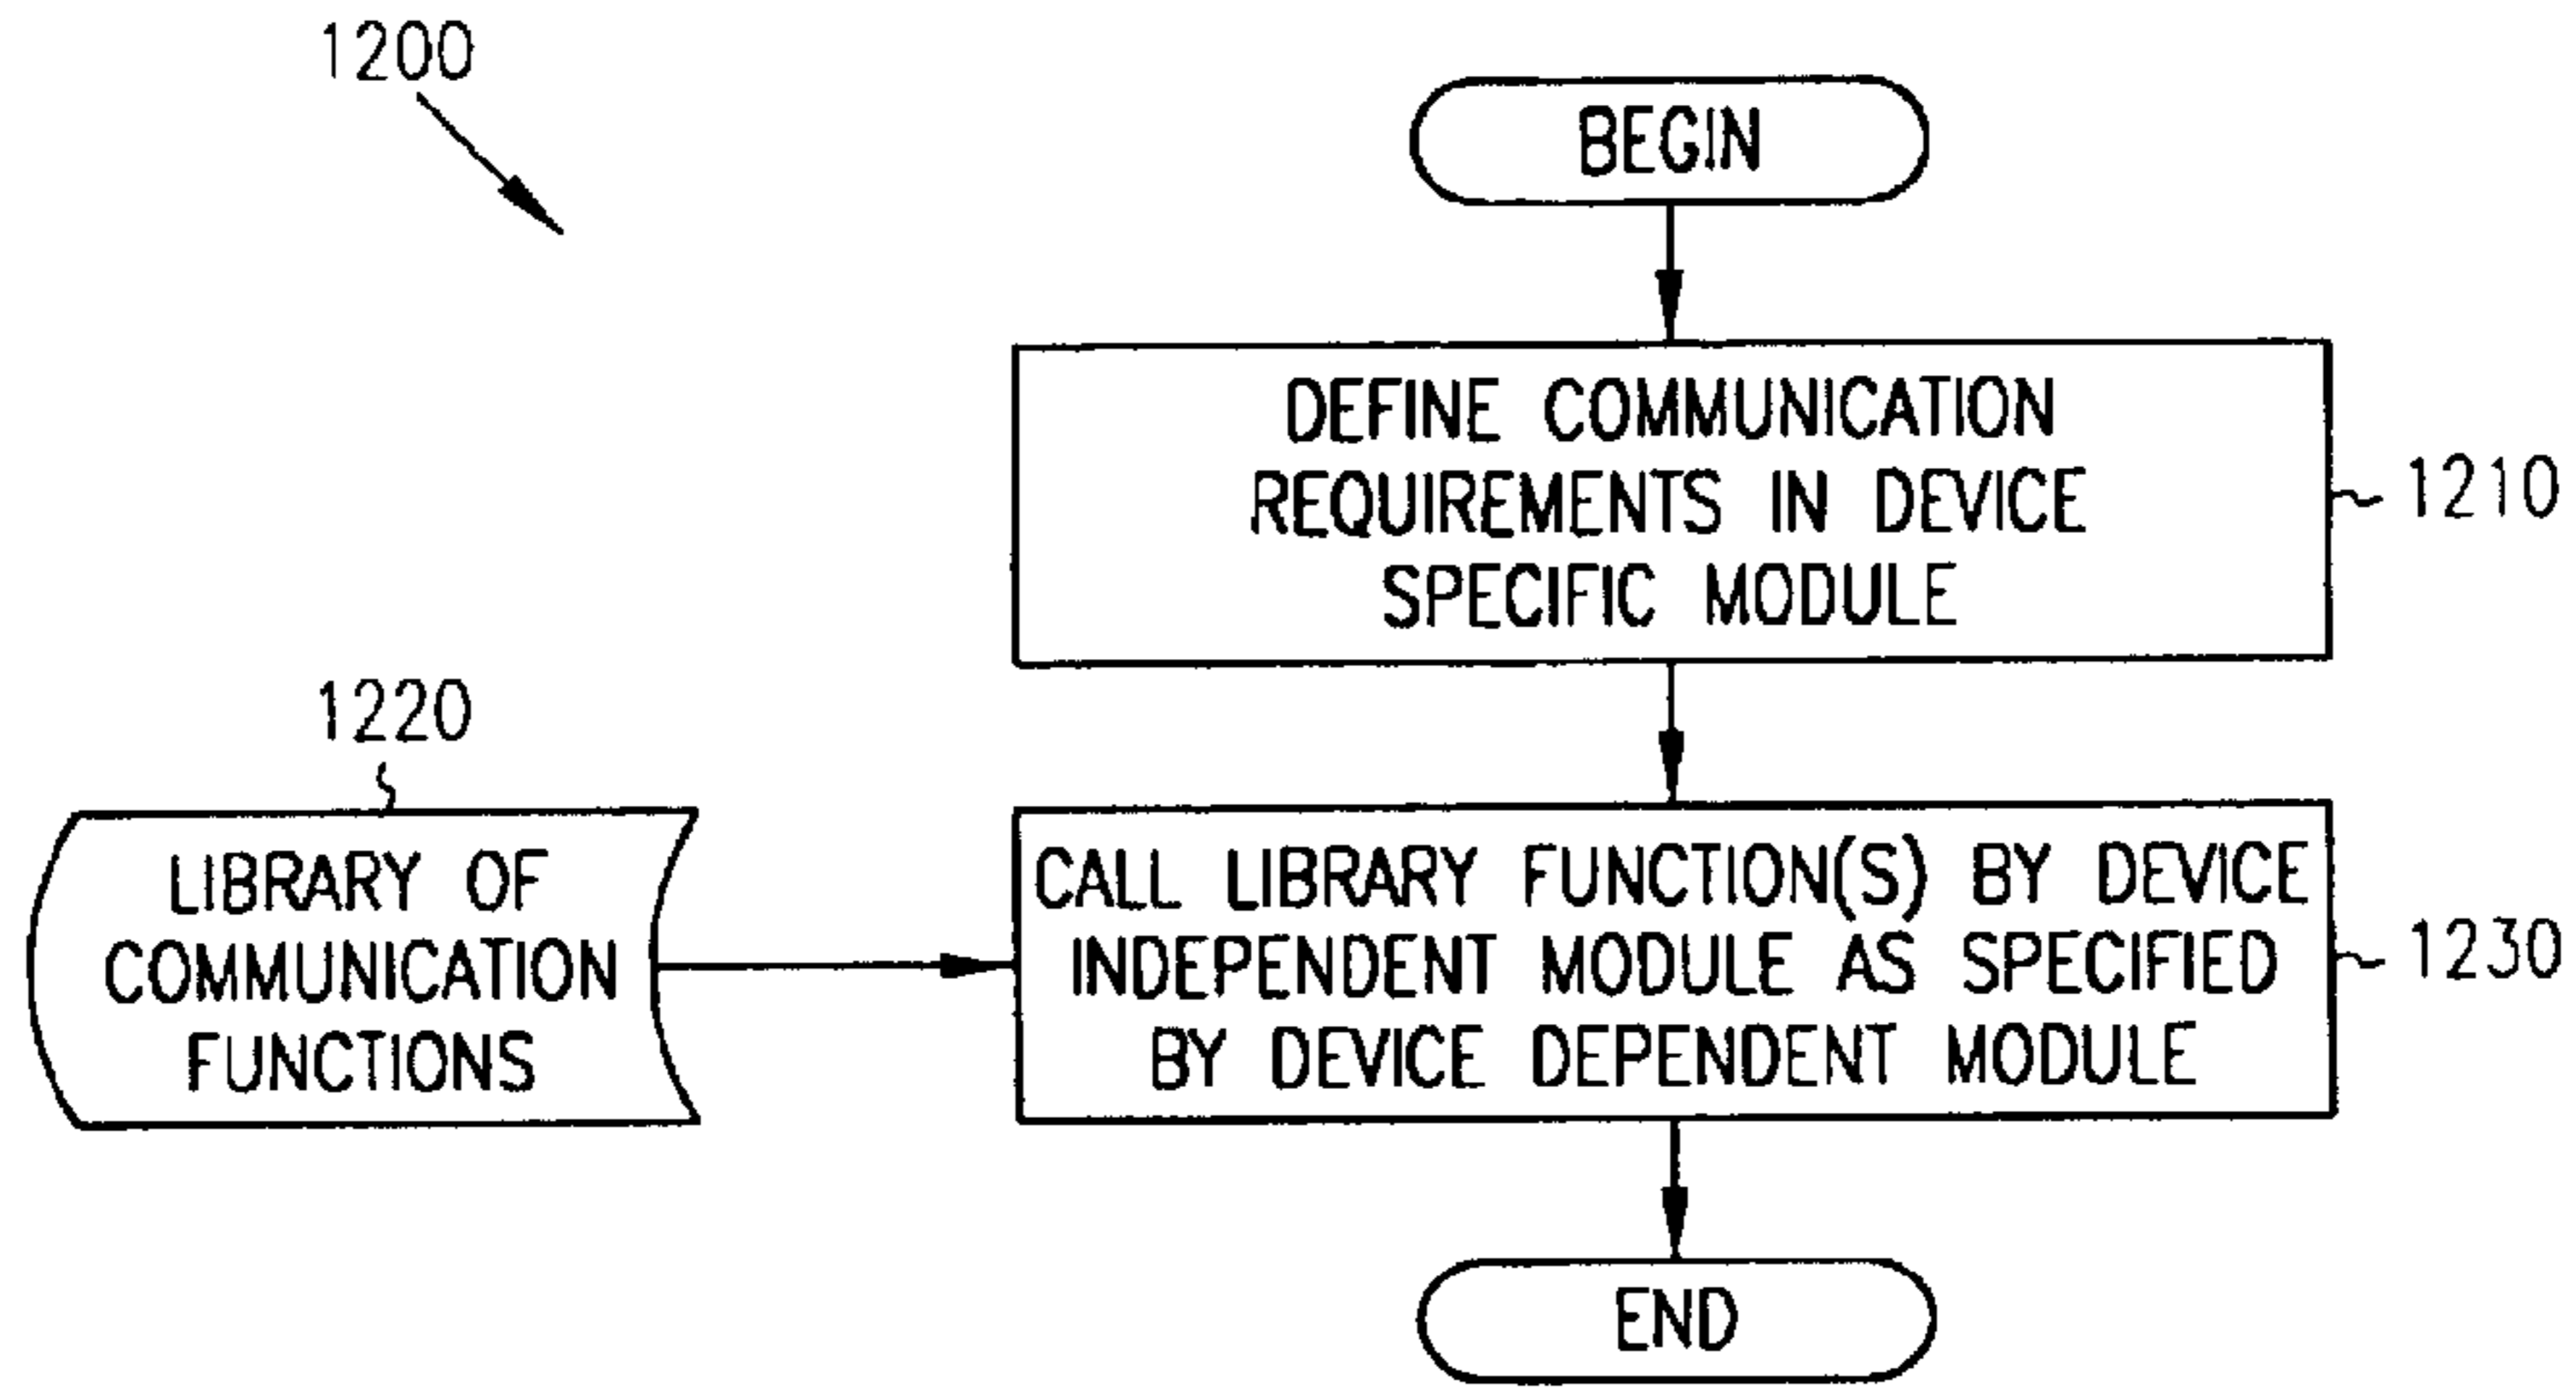 1200
BEGIN
DEFINE COMMUNICATION
REQUIREMENTS IN DEVICE
SPECIFIC MODULE
1210
1220
LIBRARY OF
COMMUNICATION
FUNCTIONS
CALL LIBRARY FUNCTION(S) BY DEVICE
INDEPENDENT MODULE AS SPECIFIED
BY DEVICE DEPENDENT MODULE
1230
END